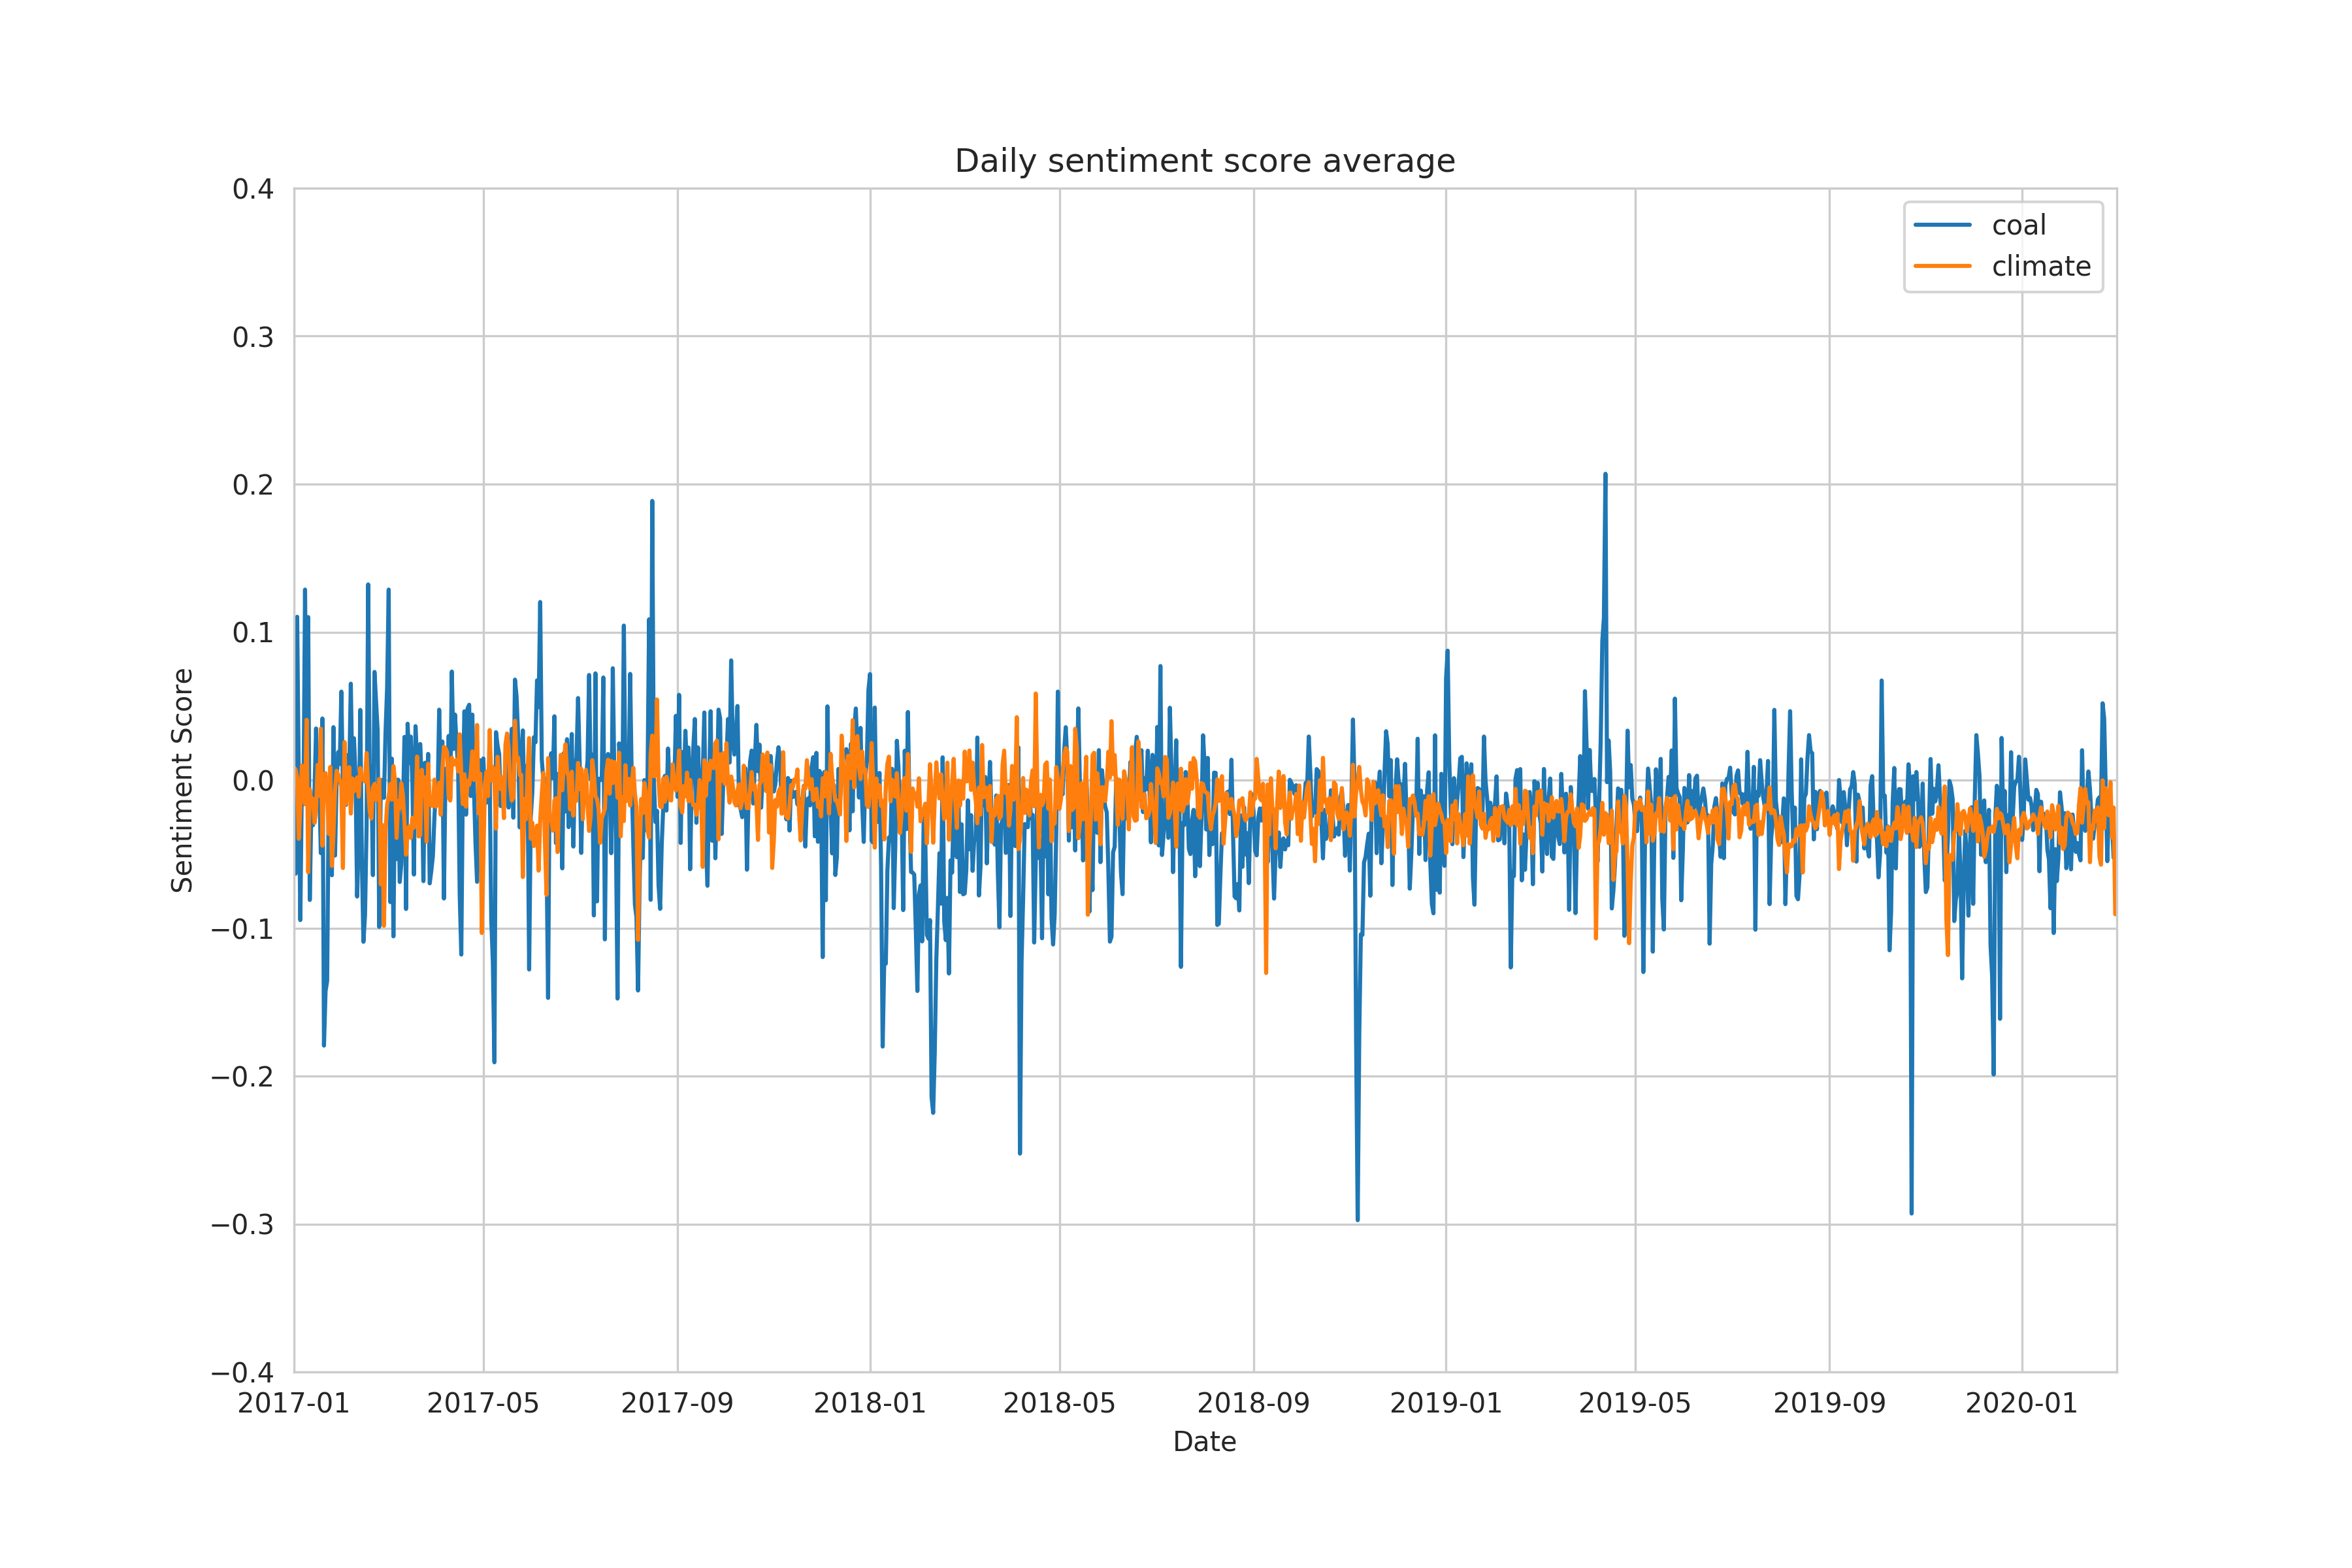 Daily sentiment score average
coal
climate
Sentiment Score
0.4
0.3
0.2
0.1
0.0
−0.1
−0.2
−0.3
−0.4
2017-01 2017-05 2017-09 2018-01 2018-05 2018-09 2019-01 2019-05 2019-09 2020-01
Date